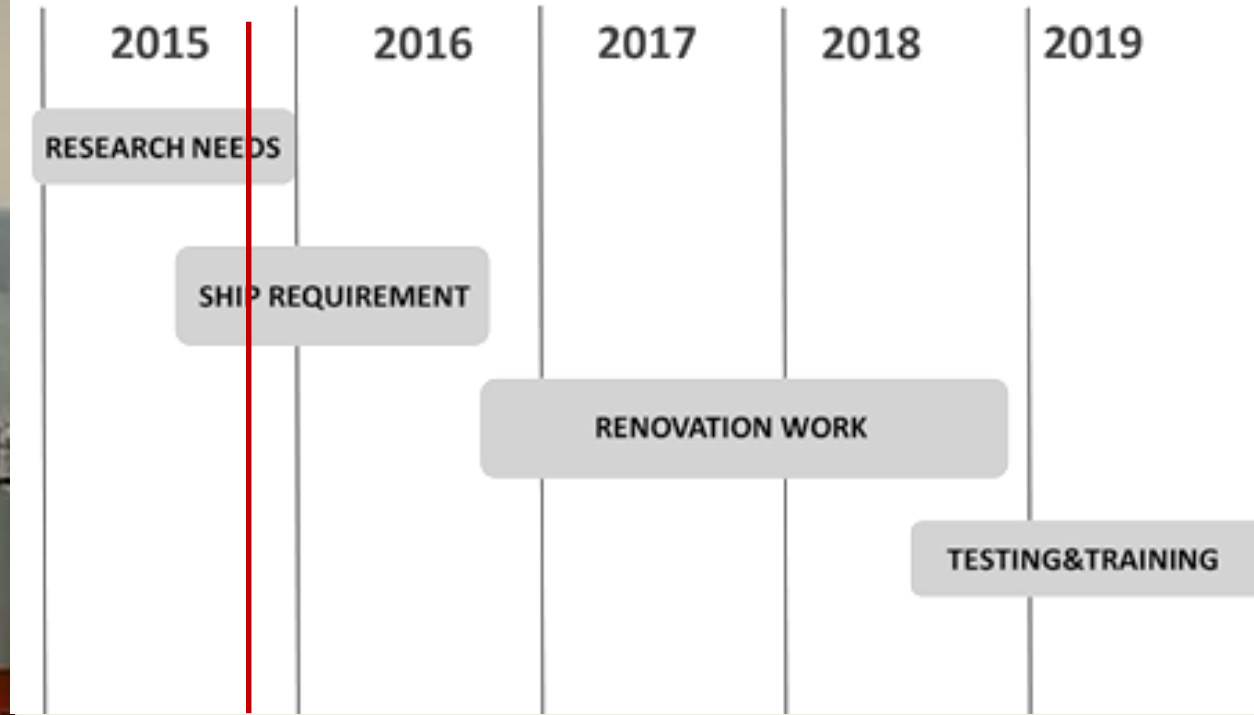 2015 2016 2017 2018 2019
RESEARCH NEEDS
SHIP REQUIREMENT
RENOVATION WORK
TESTING&TRAINING